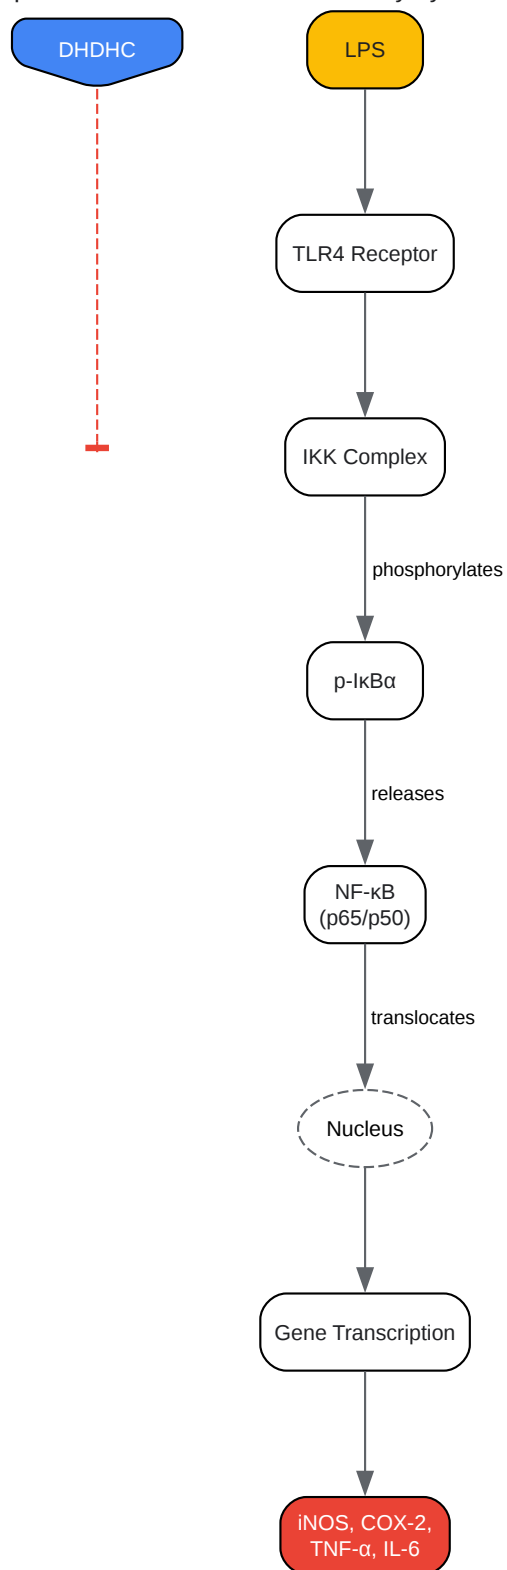 DHDHC
LPS
TLR4 Receptor
IKK Complex
phosphorylates
p-IκBα
releases
NF-κB
(p65/p50)
translocates
Nucleus
Gene Transcription
iNOS, COX-2,
TNF-α, IL-6